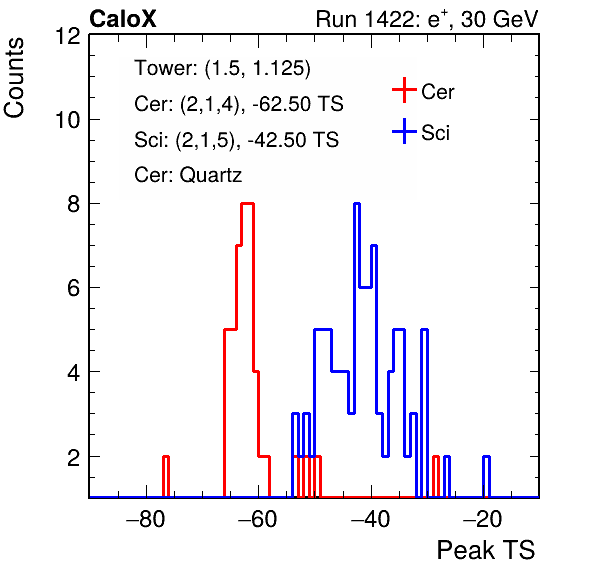 CaloX Run 1422: e+, 30 GeV
Counts
12
10
8
6
4
2
Tower: (1.5, 1.125)
Cer: (2,1,4), -62.50 TS
Sci: (2,1,5), -42.50 TS
Cer: Quartz
Cer
Sci
−80 −60 −40 −20
Peak TS